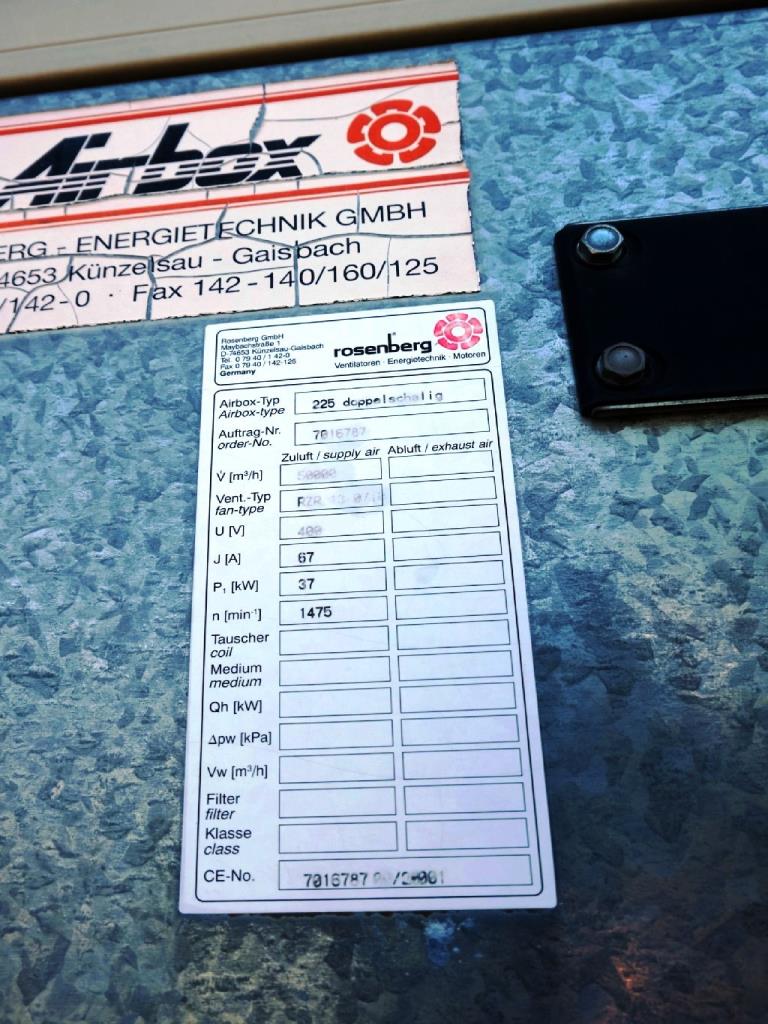 Airbox
ERG - ENERGIETECHNIK GMBH
4653 Künzelsau - Gaisbach
/142-0 · Fax 142-140/160/125
Rosenberg GmbH
Maybachstraße 1
D-74653 Künzelsau-Gaisbach
Tel. 0 79 40 / 1 42-0
Fax 0 79 40 / 142-125
Germany
rosenberg
Ventilatoren · Energietechnik · Motoren
Airbox-Typ
Airbox-type
225 doppelschalig
Auftrag-Nr.
order-No.
7016787
Zuluft / supply air Abluft / exhaust air
V̇ [m³/h] 50000
Vent.-Typ
fan-type
RZR
U [V] 400
J [A] 67
P₁ [kW] 37
n [min⁻¹] 1475
Tauscher
coil
Medium
medium
Qh [kW]
Δpw [kPa]
Vw [m³/h]
Filter
filter
Klasse
class
CE-No. 7016787